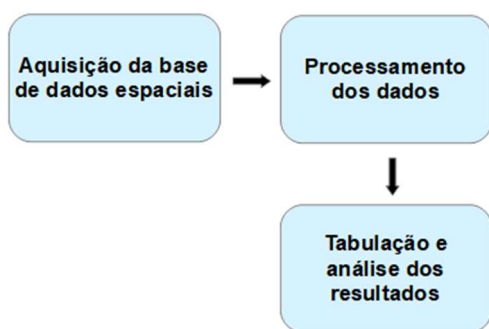 Aquisição da base
de dados espaciais
Processamento
dos dados
Tabulação e
análise dos
resultados